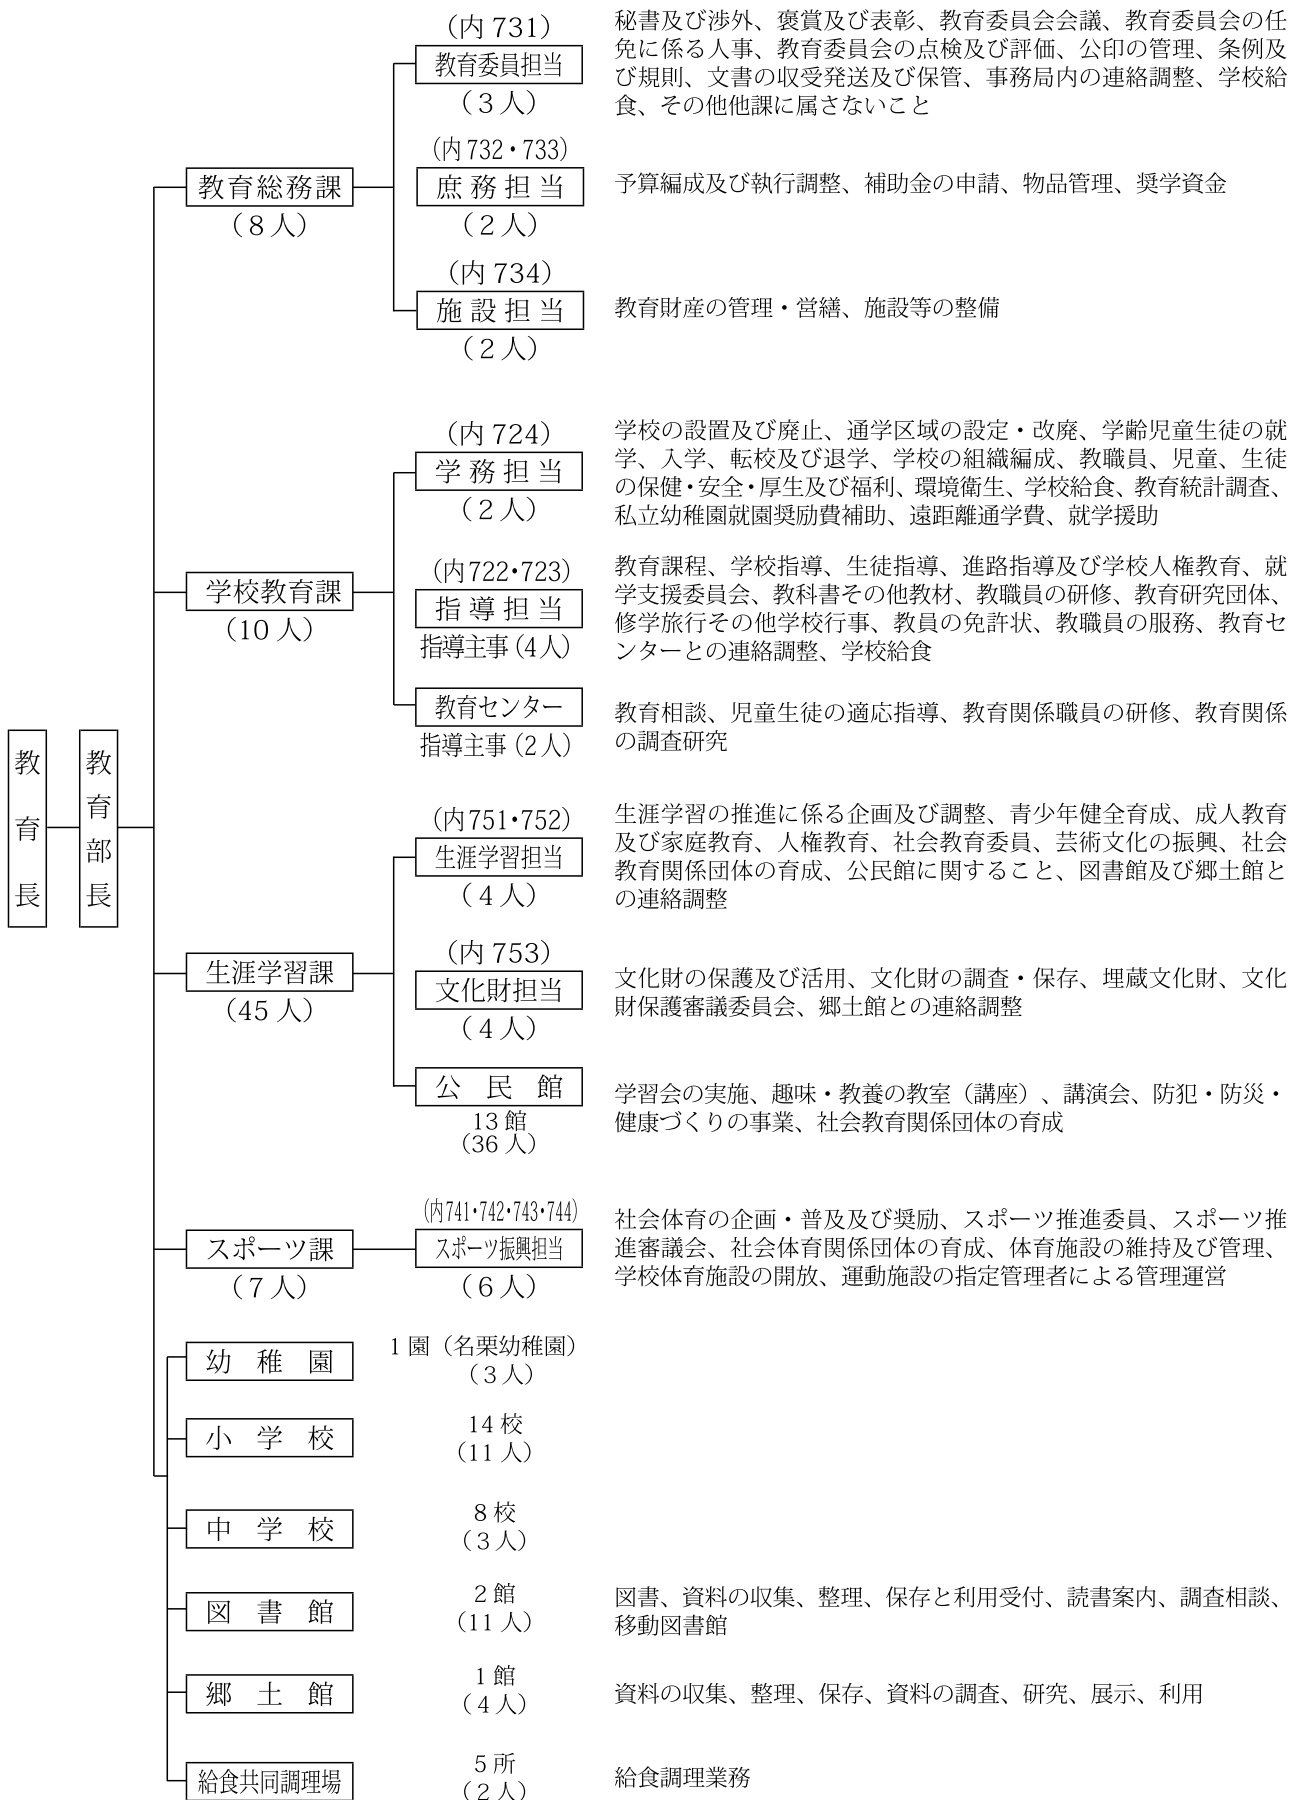 教育長
教育部長
教育総務課
（８人）
（内 731）
教育委員担当
（３人）
秘書及び渉外、褒賞及び表彰、教育委員会会議、教育委員会の任
免に係る人事、教育委員会の点検及び評価、公印の管理、条例及
び規則、文書の収受発送及び保管、事務局内の連絡調整、学校給
食、その他他課に属さないこと
（内 732・733）
庶務担当
（２人）
予算編成及び執行調整、補助金の申請、物品管理、奨学資金
（内 734）
施設担当
（２人）
教育財産の管理・営繕、施設等の整備
学校教育課
（10 人）
（内 724）
学務担当
（２人）
学校の設置及び廃止、通学区域の設定・改廃、学齢児童生徒の就
学、入学、転校及び退学、学校の組織編成、教職員、児童、生徒
の保健・安全・厚生及び福利、環境衛生、学校給食、教育統計調査、
私立幼稚園就園奨励費補助、遠距離通学費、就学援助
（内 722・723）
指導担当
指導主事（４人）
教育課程、学校指導、生徒指導、進路指導及び学校人権教育、就
学支援委員会、教科書その他教材、教職員の研修、教育研究団体、
修学旅行その他学校行事、教員の免許状、教職員の服務、教育セ
ンターとの連絡調整、学校給食
教育センター
指導主事（２人）
教育相談、児童生徒の適応指導、教育関係職員の研修、教育関係
の調査研究
生涯学習課
（45 人）
（内 751・752）
生涯学習担当
（４人）
生涯学習の推進に係る企画及び調整、青少年健全育成、成人教育
及び家庭教育、人権教育、社会教育委員、芸術文化の振興、社会
教育関係団体の育成、公民館に関すること、図書館及び郷土館と
の連絡調整
（内 753）
文化財担当
（４人）
文化財の保護及び活用、文化財の調査・保存、埋蔵文化財、文化
財保護審議委員会、郷土館との連絡調整
公民館
13 館
（36 人）
学習会の実施、趣味・教養の教室（講座）、講演会、防犯・防災・
健康づくりの事業、社会教育関係団体の育成
スポーツ課
（７人）
（内 741・742・743・744）
スポーツ振興担当
（６人）
社会体育の企画・普及及び奨励、スポーツ推進委員、スポーツ推
進審議会、社会体育関係団体の育成、体育施設の維持及び管理、
学校体育施設の開放、運動施設の指定管理者による管理運営
幼稚園
１園（名栗幼稚園）
（３人）
小学校
14 校
（11 人）
中学校
８校
（３人）
図書館
２館
（11 人）
図書、資料の収集、整理、保存と利用受付、読書案内、調査相談、
移動図書館
郷土館
１館
（４人）
資料の収集、整理、保存、資料の調査、研究、展示、利用
給食共同調理場
５所
（２人）
給食調理業務